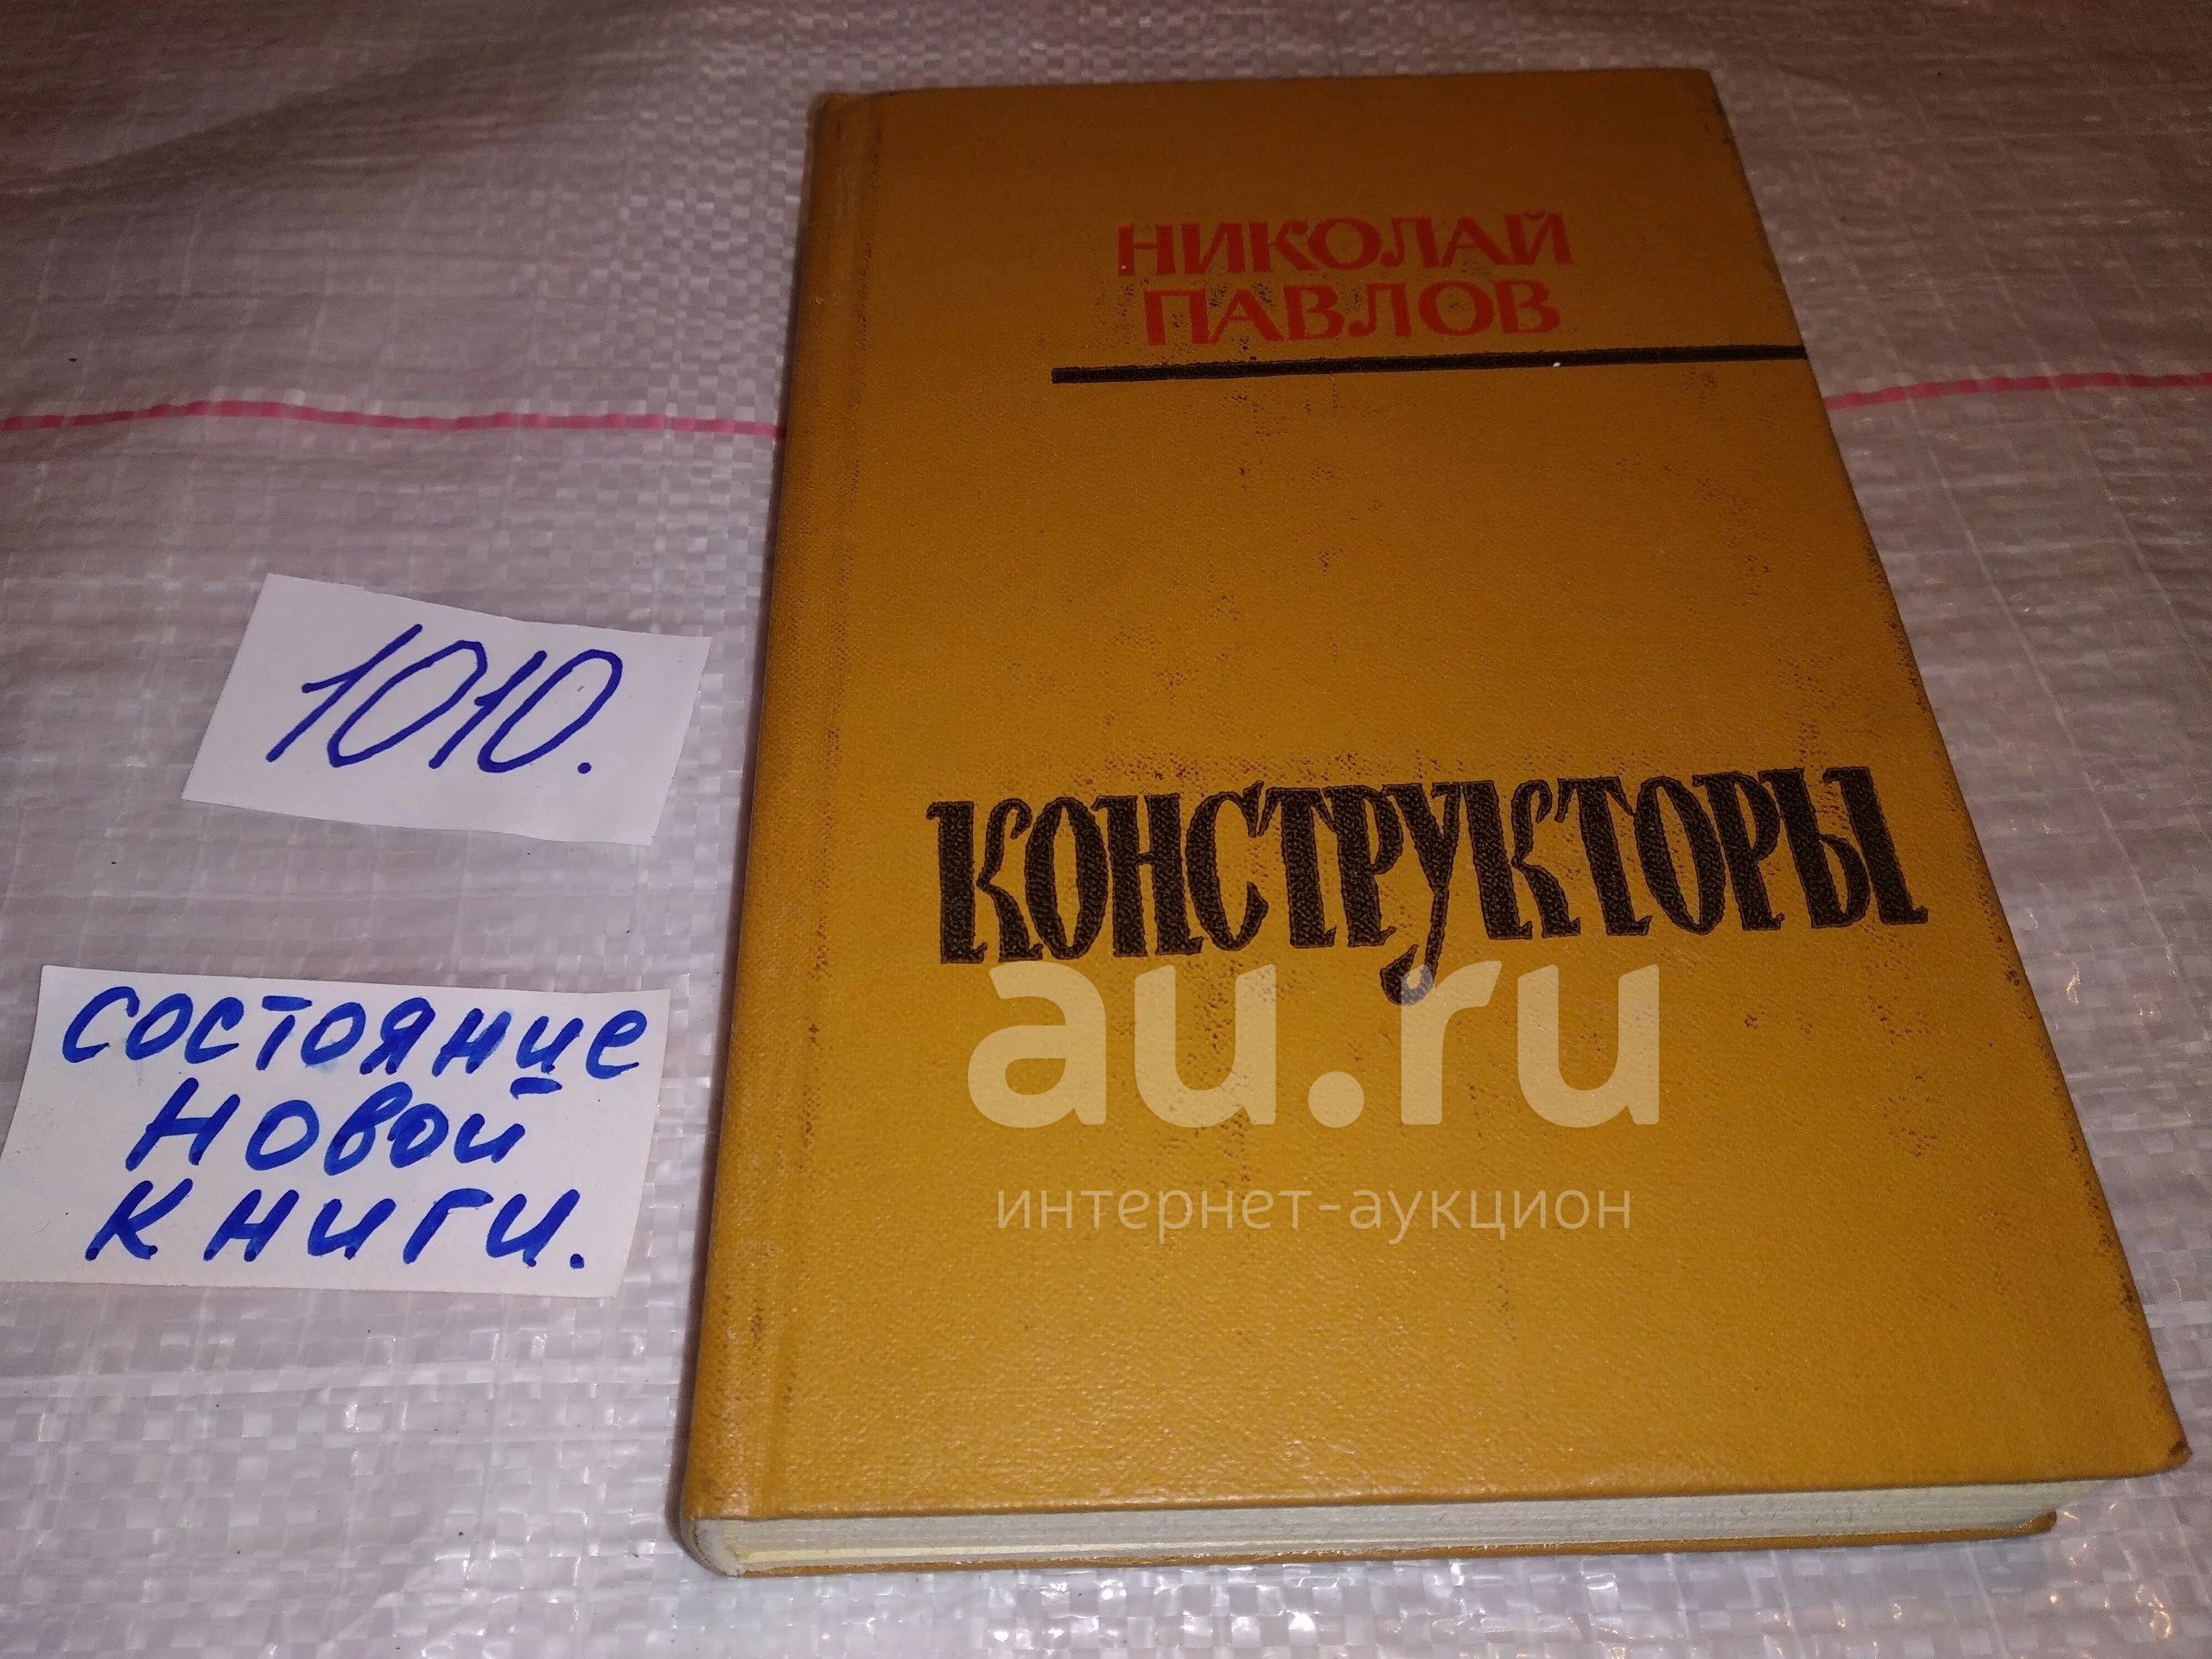 НИКОЛАЙ
ПАВЛОВ
КОНСТРУКТОРЫ
1010.
состояние
новой
книги.
au.ru
интернет-аукцион